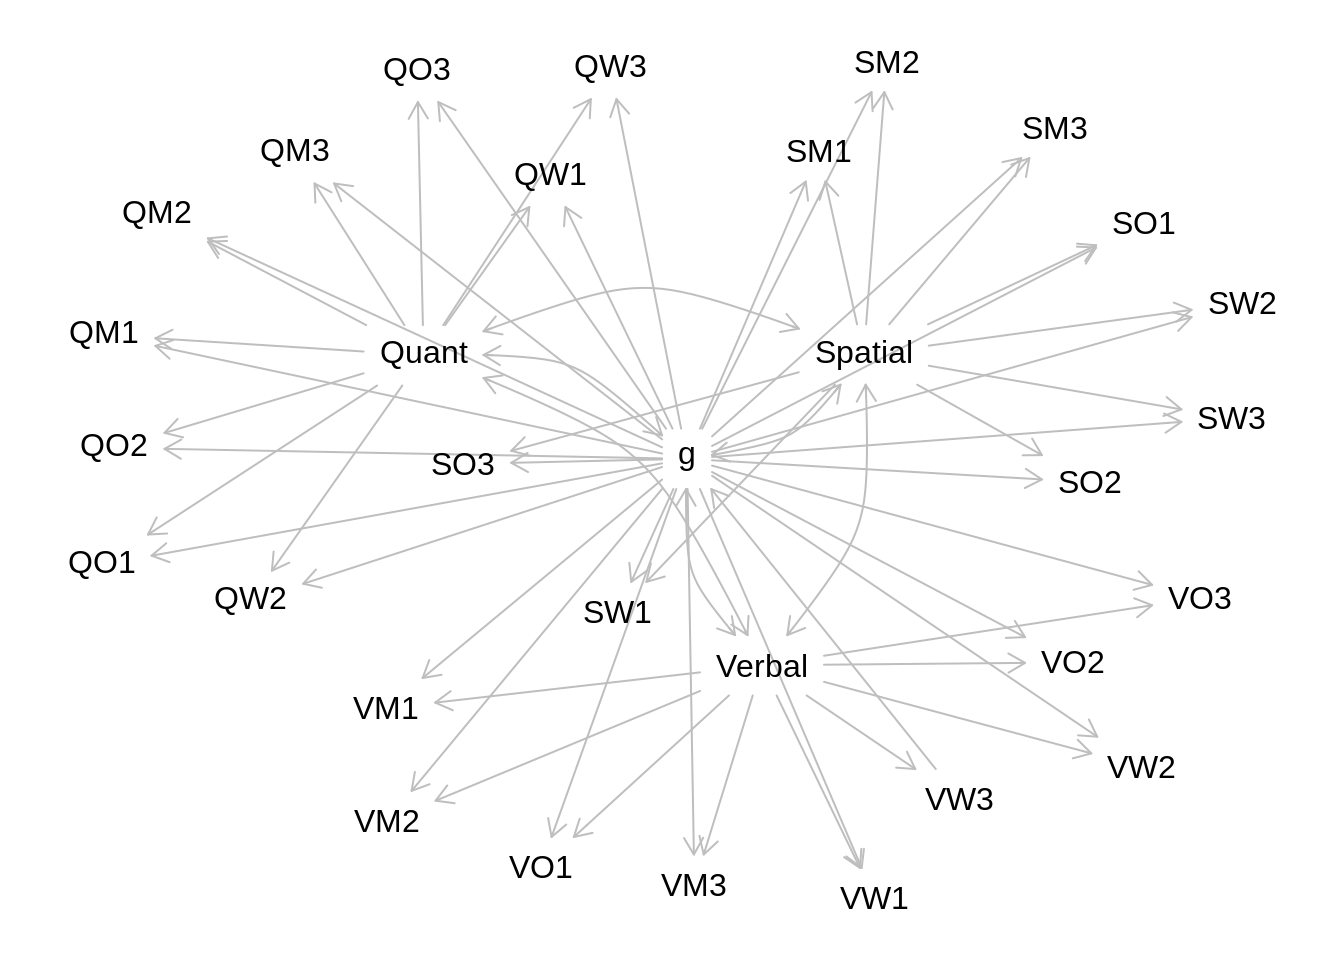 SM2
QW3
QO3
SM3
QM3
SM1
QW1
QM2
SO1
SW2
QM1
Quant
Spatial
SW3
QO2
g
SO3
SO2
QO1
QW2
VO3
SW1
VO2
Verbal
VM1
VW2
VW3
VM2
VO1
VM3
VW1